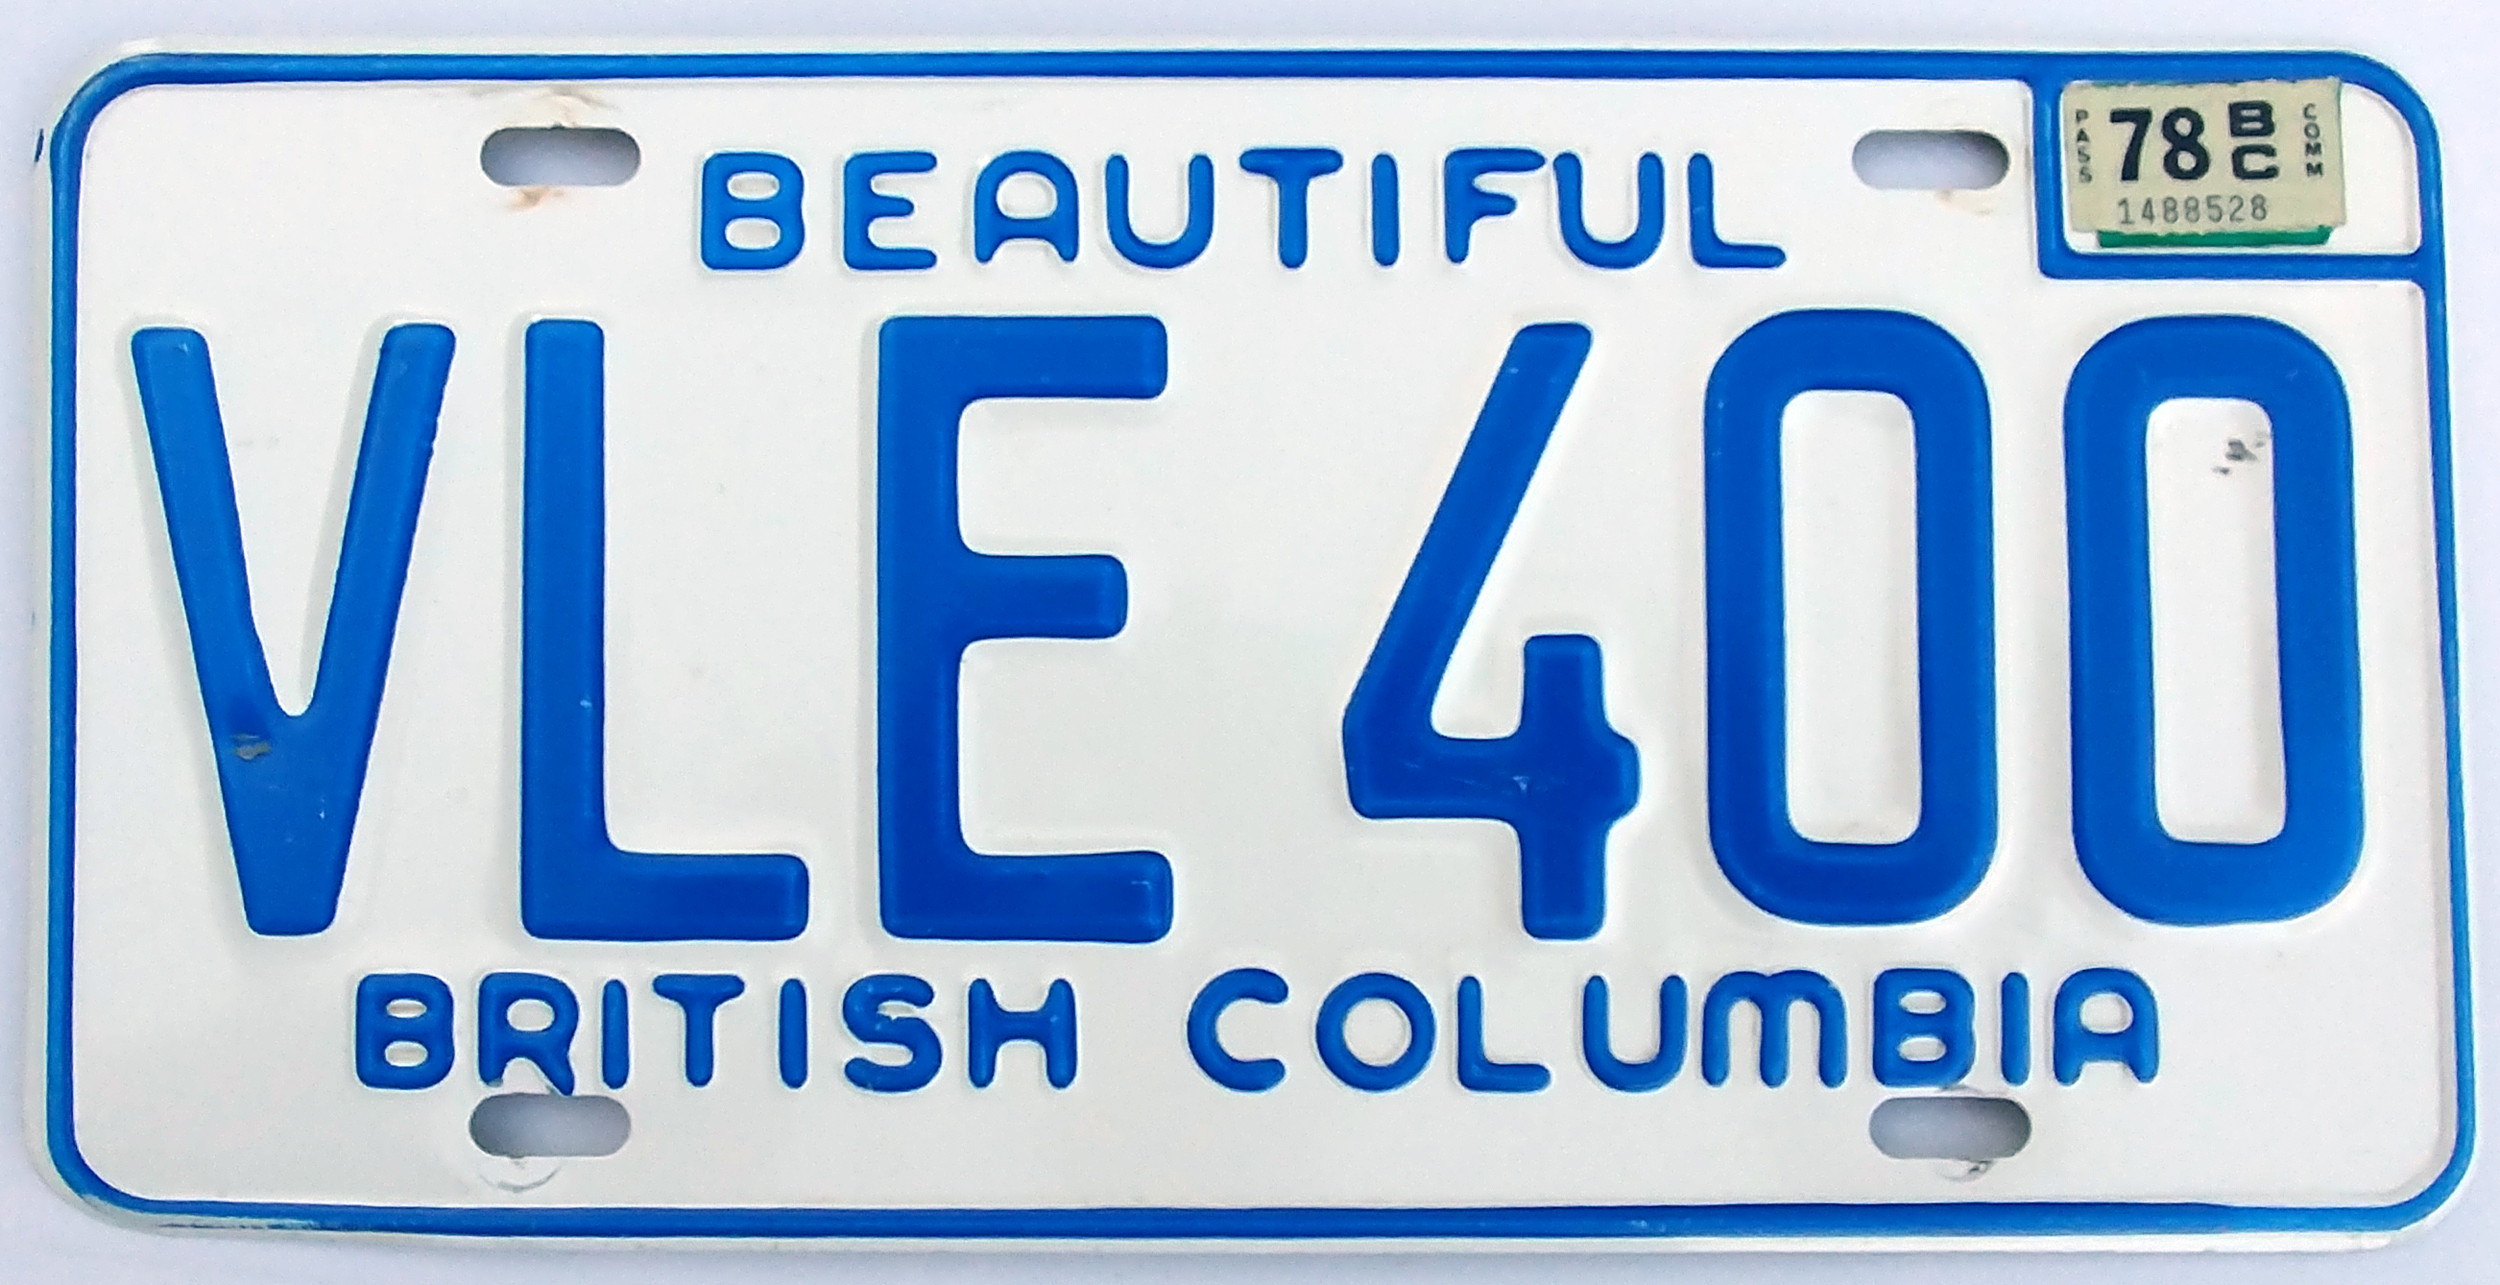 BEAUTIFUL
PASS 78 BC COMM
1488528
VLE 400
BRITISH COLUMBIA